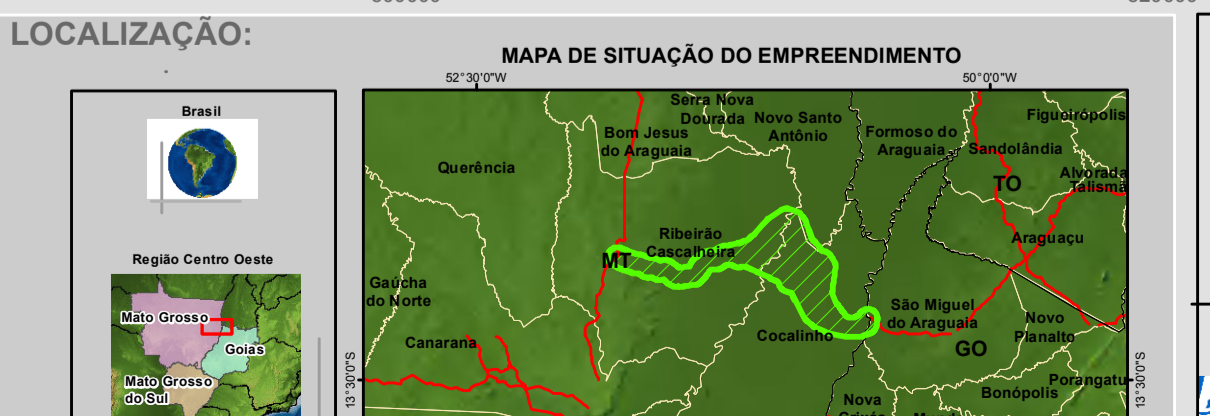 LOCALIZAÇÃO:
MAPA DE SITUAÇÃO DO EMPREENDIMENTO
52°30'0"W
50°0'0"W
Brasil
Região Centro Oeste
Mato Grosso
Goias
Mato Grosso
do Sul
Serra Nova
Dourada
Novo Santo
Antônio
Bom Jesus
do Araguaia
Formoso do
Araguaia
Figueirópolis
Sandolândia
Querência
TO
Alvorada
Talismã
Ribeirão
Cascalheira
MT
Araguaçu
Gaúcha
do Norte
São Miguel
do Araguaia
Novo
Planalto
Cocalinho
GO
Canarana
Porangatu
Bonópolis
Nova
13°30'0"S
13°30'0"S